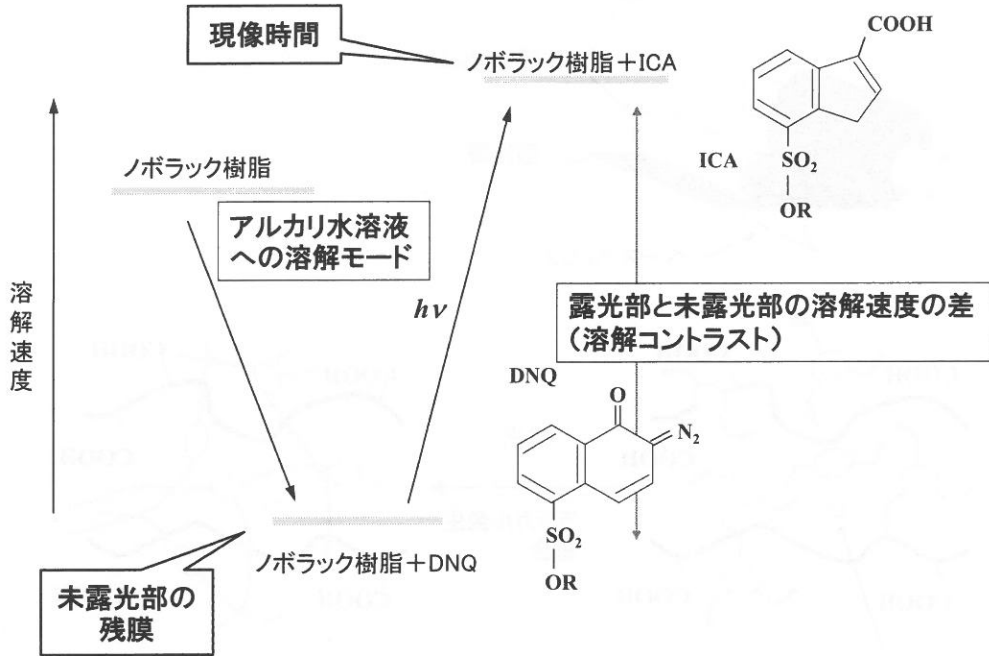 現像時間
ノボラック樹脂＋ICA
COOH
ICA
SO2
OR
ノボラック樹脂
アルカリ水溶液
への溶解モード
hν
溶解速度
露光部と未露光部の溶解速度の差
（溶解コントラスト）
DNQ
O
N2
SO2
OR
ノボラック樹脂＋DNQ
未露光部の
残膜